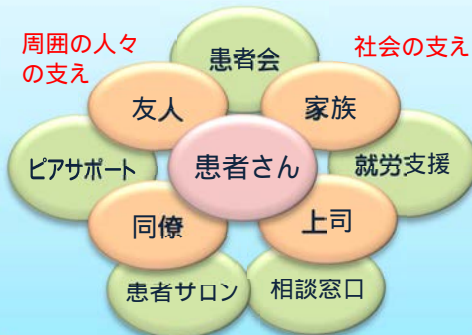 周囲の人々
の支え
社会の支え
患者会
友人
家族
ピアサポート
患者さん
就労支援
同僚
上司
患者サロン
相談窓口